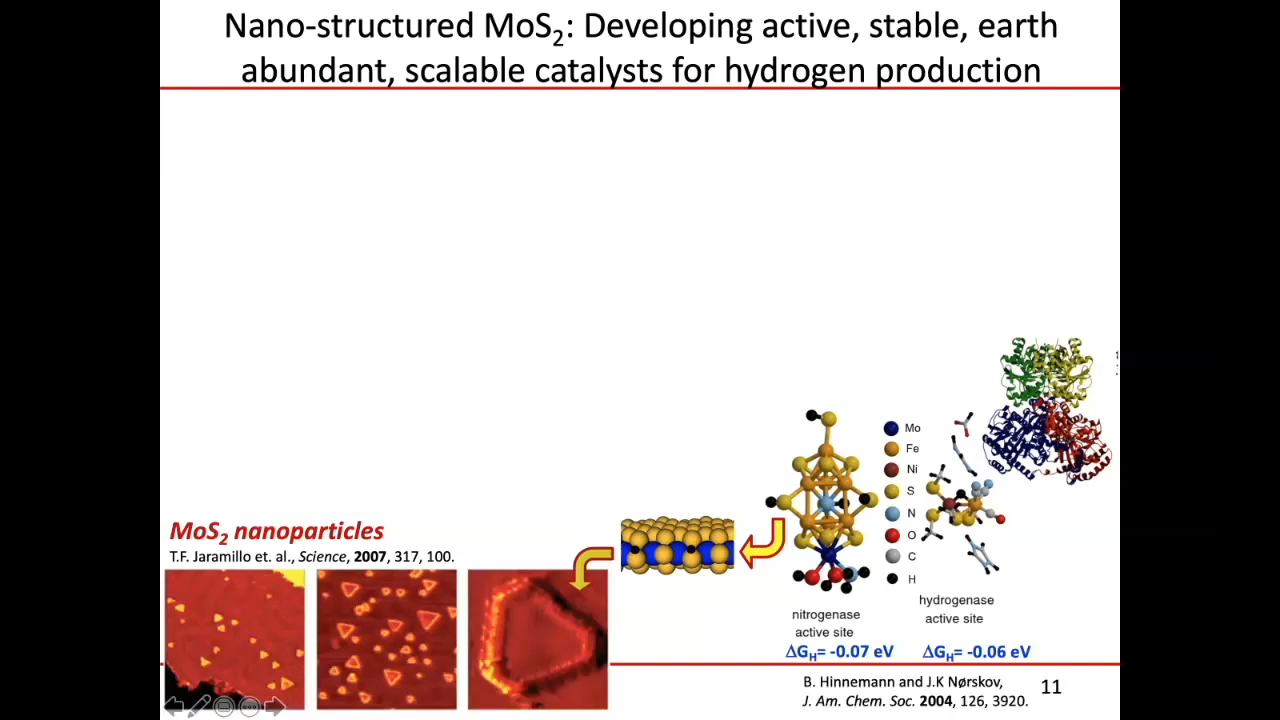 Nano-structured MoS₂: Developing active, stable, earth
abundant, scalable catalysts for hydrogen production
Mo
Fe
Ni
S
N
O
C
H
MoS₂ nanoparticles
T.F. Jaramillo et. al., Science, 2007, 317, 100.
nitrogenase
active site
hydrogenase
active site
ΔG_H= -0.07 eV
ΔG_H= -0.06 eV
B. Hinnemann and J.K Nørskov,
J. Am. Chem. Soc. 2004, 126, 3920.
11